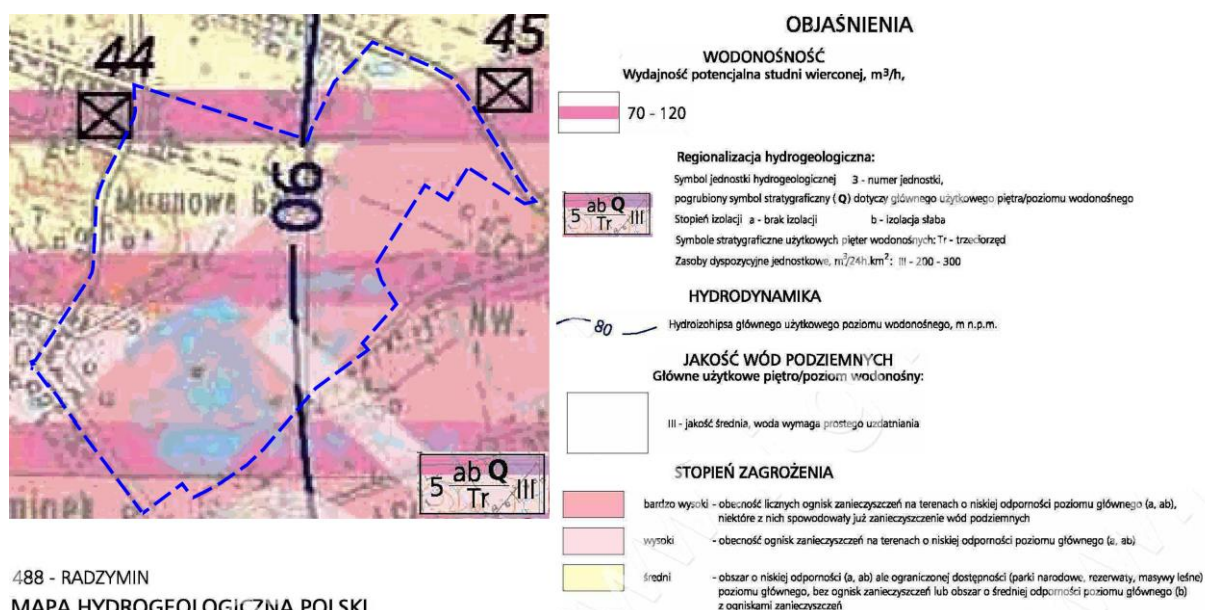 44
45
90
5 ab Q III
Tr
488 - RADZYMIN
MAPA HYDROGEOLOGICZNA POLSKI
OBJAŚNIENIA
WODONOŚNOŚĆ
Wydajność potencjalna studni wierconej, m³/h,
70 - 120
Regionalizacja hydrogeologiczna:
Symbol jednostki hydrogeologicznej 3 - numer jednostki,
pogrubiony symbol stratygraficzny (Q) dotyczy głównego użytkowego piętra/poziomu wodonośnego
5 ab Q III
Tr
Stopień izolacji a - brak izolacji b - izolacja słaba
Symbole stratygraficzne użytkowych pięter wodonośnych: Tr - trzeciorzęd
Zasoby dyspozycyjne jednostkowe, m³/24h.km²: III - 200 - 300
HYDRODYNAMIKA
80 Hydroizohipsa głównego użytkowego poziomu wodonośnego, m n.p.m.
JAKOŚĆ WÓD PODZIEMNYCH
Główne użytkowe piętro/poziom wodonośny:
III - jakość średnia, woda wymaga prostego uzdatniania
STOPIEŃ ZAGROŻENIA
bardzo wysoki - obecność licznych ognisk zanieczyszczeń na terenach o niskiej odporności poziomu głównego (a, ab),
niektóre z nich spowodowały już zanieczyszczenie wód podziemnych
wysoki - obecność ognisk zanieczyszczeń na terenach o niskiej odporności poziomu głównego (a, ab)
średni - obszar o niskiej odporności (a, ab) ale ograniczonej dostępności (parki narodowe, rezerwaty, masywy leśne)
poziomu głównego, bez ognisk zanieczyszczeń lub obszar o średniej odporności poziomu głównego (b)
z ogniskami zanieczyszczeń